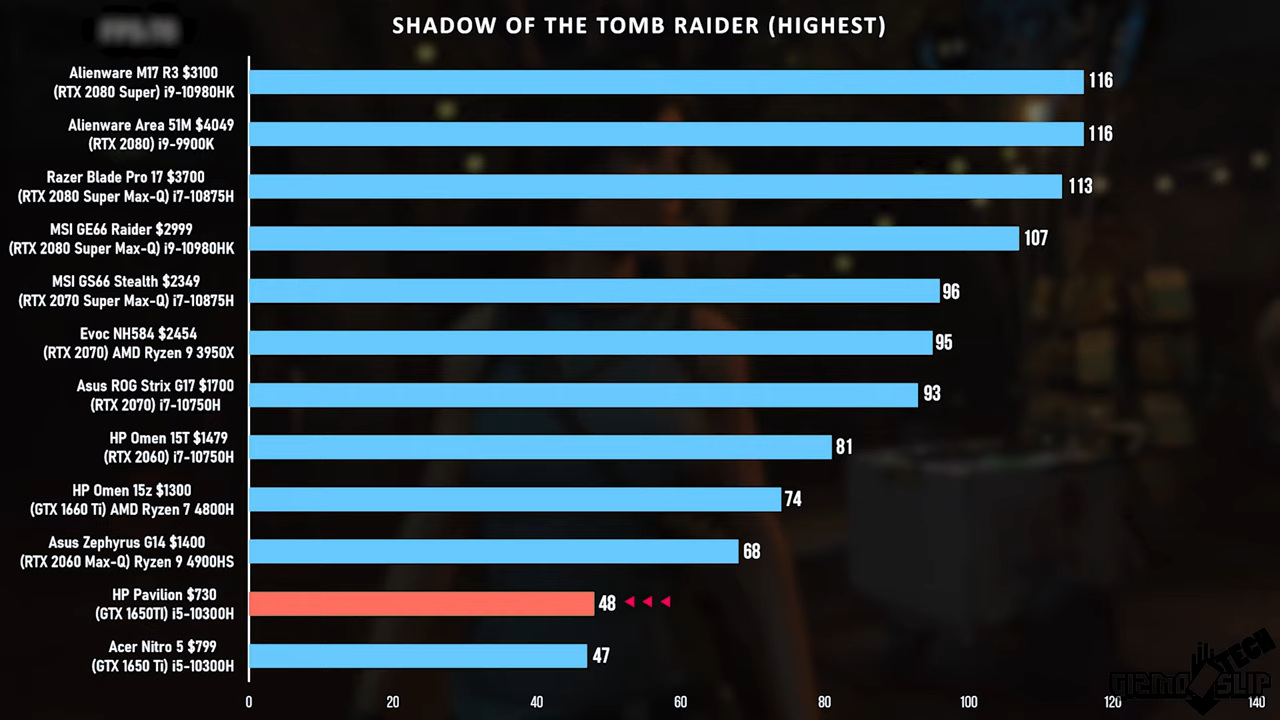 SHADOW OF THE TOMB RAIDER (HIGHEST)
Alienware M17 R3 $3100
(RTX 2080 Super) i9-10980HK
116
Alienware Area 51M $4049
(RTX 2080) i9-9900K
116
Razer Blade Pro 17 $3700
(RTX 2080 Super Max-Q) i7-10875H
113
MSI GE66 Raider $2999
(RTX 2080 Super Max-Q) i9-10980HK
107
MSI GS66 Stealth $2349
(RTX 2070 Super Max-Q) i7-10875H
96
Evoc NH584 $2454
(RTX 2070) AMD Ryzen 9 3950X
95
Asus ROG Strix G17 $1700
(RTX 2070) i7-10750H
93
HP Omen 15T $1479
(RTX 2060) i7-10750H
81
HP Omen 15z $1300
(GTX 1660 Ti) AMD Ryzen 7 4800H
74
Asus Zephyrus G14 $1400
(RTX 2060 Max-Q) Ryzen 9 4900HS
68
HP Pavilion $730
(GTX 1650TI) i5-10300H
48
Acer Nitro 5 $799
(GTX 1650 Ti) i5-10300H
47
0 20 40 60 80 100 120 140
GIZMO SLIP TECH